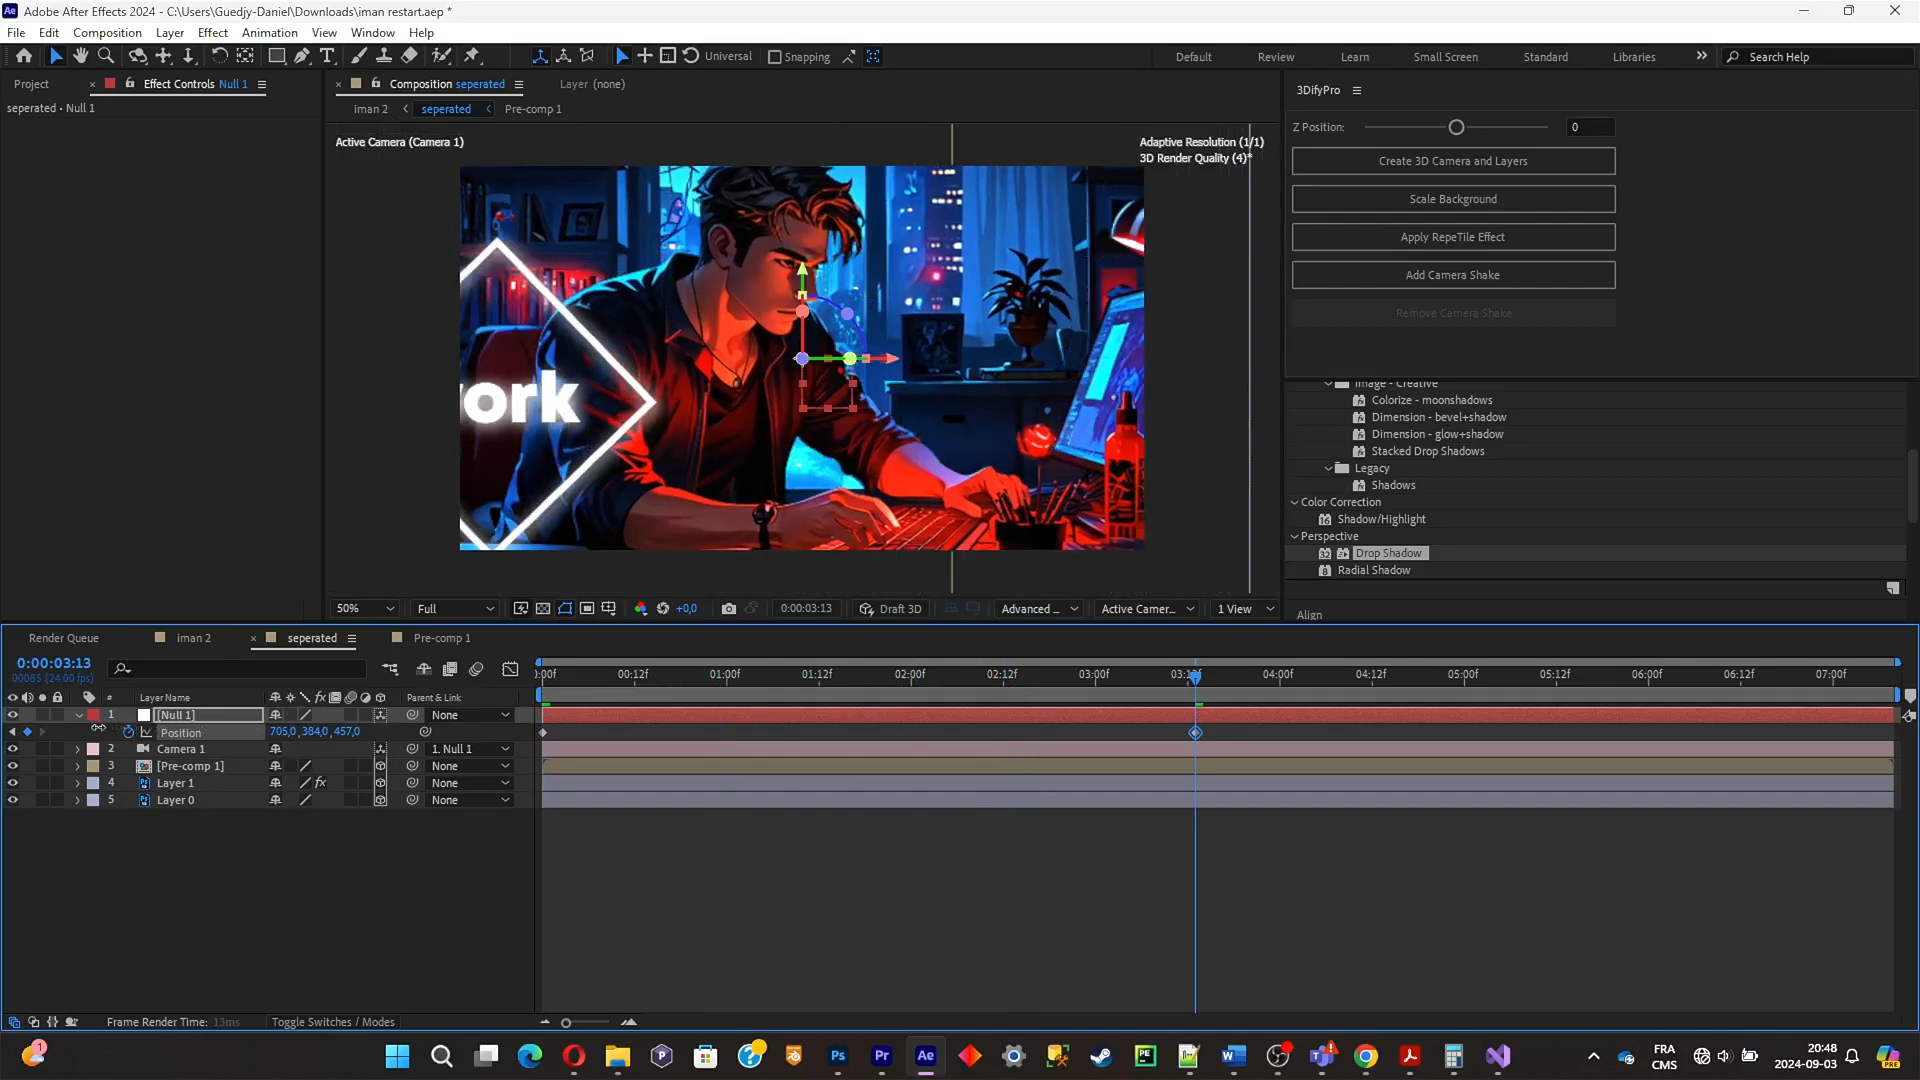 Adobe After Effects 2024 - C:\Users\Guedjy-Daniel\Downloads\iman restart.aep *
File Edit Composition Layer Effect Animation View Window Help
Universal Snapping Default Review Learn Small Screen Standard Libraries Search Help
Project Effect Controls Null 1 Composition seperated Layer (none) 3DifyPro
seperated • Null 1 iman 2 seperated Pre-comp 1
Active Camera (Camera 1) Adaptive Resolution (1/1)
3D Render Quality (4)*
Z Position: 0
Create 3D Camera and Layers
Scale Background
Apply RepeTile Effect
Add Camera Shake
Remove Camera Shake
work
Image - Creative
Colorize - moonshadows
Dimension - bevel+shadow
Dimension - glow+shadow
Stacked Drop Shadows
Legacy
Shadows
Color Correction
Shadow/Highlight
Perspective
Drop Shadow
Radial Shadow
Align
50% Full +0,0 0:00:03:13 Draft 3D Advanced ... Active Camer... 1 View
Render Queue iman 2 seperated Pre-comp 1
0:00:03:13
00085 (24.00 fps)
:00f 00:12f 01:00f 01:12f 02:00f 02:12f 03:00f 03:12f 04:00f 04:12f 05:00f 05:12f 06:00f 06:12f 07:00f
# Layer Name Parent & Link
1 [Null 1] None
Position 705,0,384,0,457,0
2 Camera 1 1. Null 1
3 [Pre-comp 1] None
4 Layer 1 None
5 Layer 0 None
Frame Render Time: 13ms Toggle Switches / Modes
FRA
CMS
20:48
2024-09-03